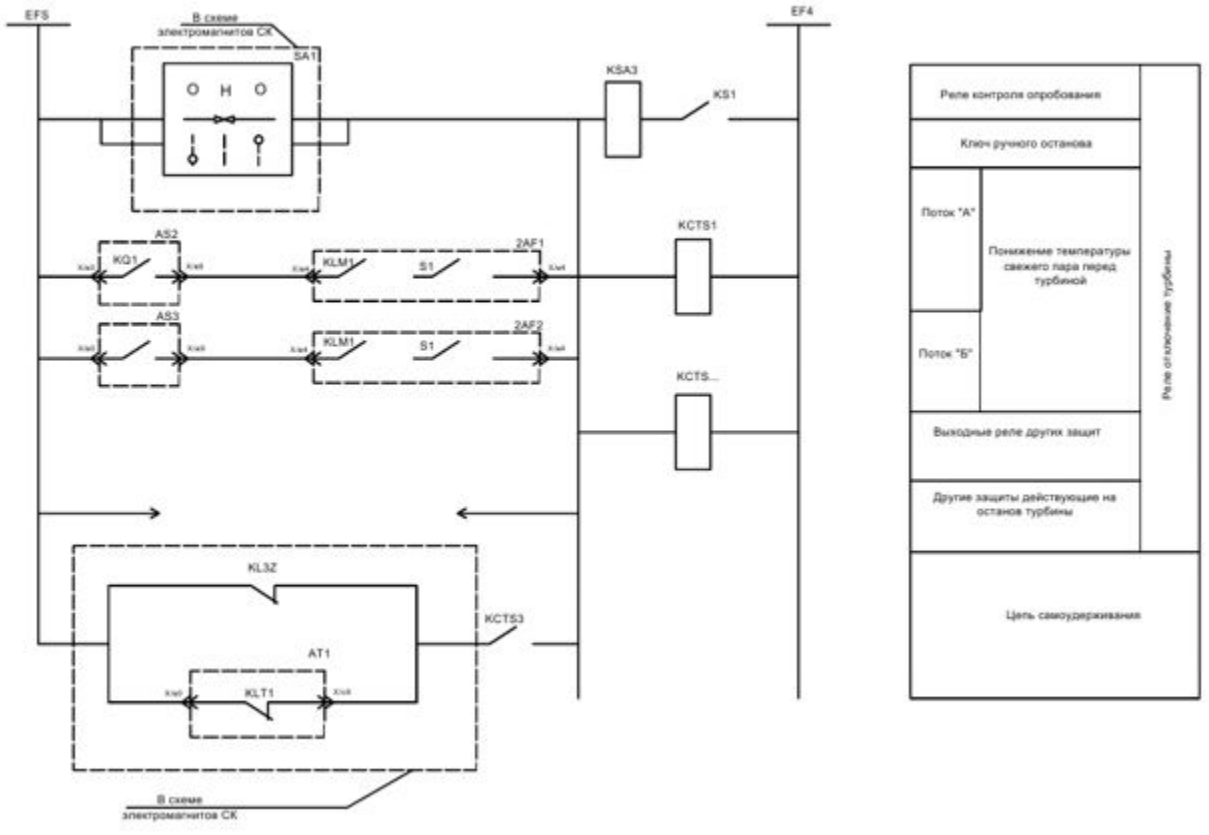 EFS
В схеме
электромагнитов СК
SA1
О Н О
EF4
KSA3
KS1
AS2
KQ1
2AF1
KLM1
S1
KCTS1
AS3
2AF2
KLM1
S1
KCTS...
KL3Z
KCTS3
AT1
KLT1
В схеме
электромагнитов СК
Реле контроля опробования
Ключ ручного останова
Поток "А"
Понижение температуры
свежего пара перед
турбиной
Поток "Б"
Выходные реле других защит
Другие защиты действующие на
останов турбины
Реле отключение турбины
Цепь самоудерживания